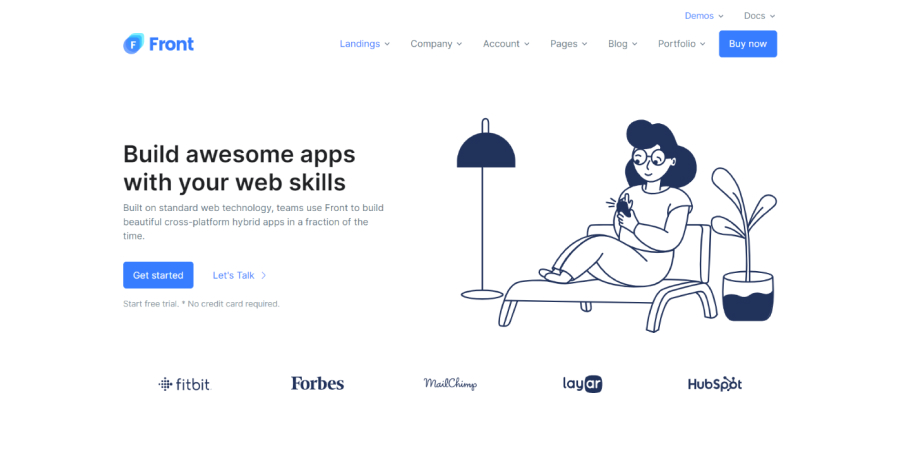 Demos Docs
F Front Landings Company Account Pages Blog Portfolio Buy now
Build awesome apps
with your web skills
Built on standard web technology, teams use Front to build
beautiful cross-platform hybrid apps in a fraction of the
time.
Get started Let's Talk
Start free trial. * No credit card required.
fitbit Forbes MailChimp layar HubSpot